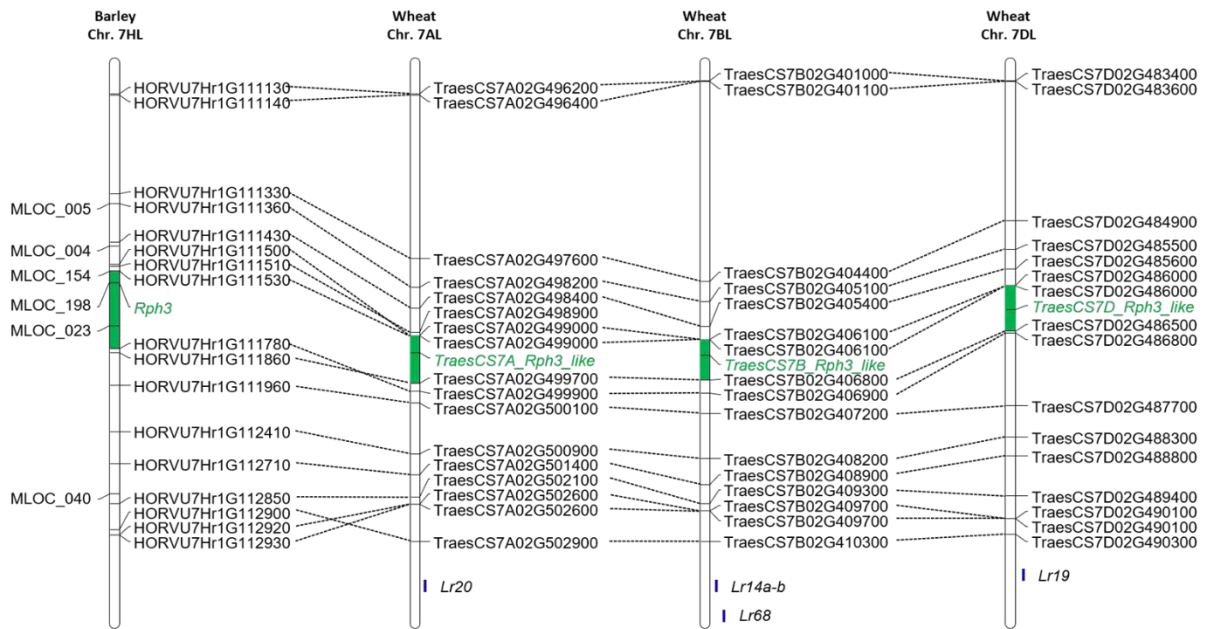 Barley
Chr. 7HL
Wheat
Chr. 7AL
Wheat
Chr. 7BL
Wheat
Chr. 7DL
MLOC_005
MLOC_004
MLOC_154
MLOC_198
MLOC_023
MLOC_040
HORVU7Hr1G111130
HORVU7Hr1G111140
HORVU7Hr1G111330
HORVU7Hr1G111360
HORVU7Hr1G111430
HORVU7Hr1G111500
HORVU7Hr1G111510
HORVU7Hr1G111530
Rph3
HORVU7Hr1G111780
HORVU7Hr1G111860
HORVU7Hr1G111960
HORVU7Hr1G112410
HORVU7Hr1G112710
HORVU7Hr1G112850
HORVU7Hr1G112900
HORVU7Hr1G112920
HORVU7Hr1G112930
TraesCS7A02G496200
TraesCS7A02G496400
TraesCS7A02G497600
TraesCS7A02G498200
TraesCS7A02G498400
TraesCS7A02G498900
TraesCS7A02G499000
TraesCS7A02G499000
TraesCS7A_Rph3_like
TraesCS7A02G499700
TraesCS7A02G499900
TraesCS7A02G500100
TraesCS7A02G500900
TraesCS7A02G501400
TraesCS7A02G502100
TraesCS7A02G502600
TraesCS7A02G502600
TraesCS7A02G502900
Lr20
TraesCS7B02G401000
TraesCS7B02G401100
TraesCS7B02G404400
TraesCS7B02G405100
TraesCS7B02G405400
TraesCS7B02G406100
TraesCS7B02G406100
TraesCS7B_Rph3_like
TraesCS7B02G406800
TraesCS7B02G406900
TraesCS7B02G407200
TraesCS7B02G408200
TraesCS7B02G408900
TraesCS7B02G409300
TraesCS7B02G409700
TraesCS7B02G409700
TraesCS7B02G410300
Lr14a-b
Lr68
TraesCS7D02G483400
TraesCS7D02G483600
TraesCS7D02G484900
TraesCS7D02G485500
TraesCS7D02G485600
TraesCS7D02G486000
TraesCS7D02G486000
TraesCS7D_Rph3_like
TraesCS7D02G486500
TraesCS7D02G486800
TraesCS7D02G487700
TraesCS7D02G488300
TraesCS7D02G488800
TraesCS7D02G489400
TraesCS7D02G490100
TraesCS7D02G490100
TraesCS7D02G490300
Lr19